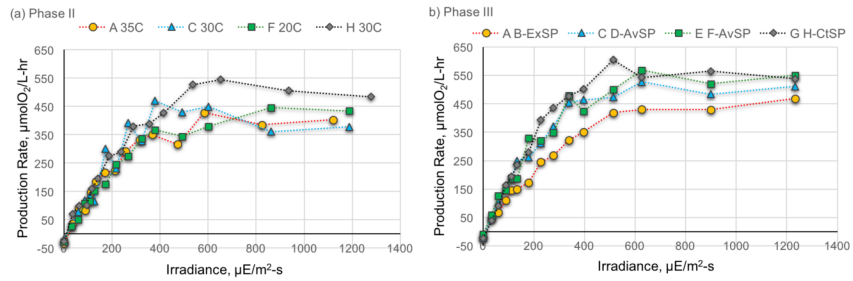 (a) Phase II
A 35C C 30C F 20C H 30C
Production Rate, µmolO2/L-hr
650
550
450
350
250
150
50
-50
0 200 400 600 800 1000 1200 1400
Irradiance, µE/m²-s
b) Phase III
A B-ExSP C D-AvSP E F-AvSP G H-CtSP
Production Rate, µmolO2/L-hr
650
550
450
350
250
150
50
-50
0 200 400 600 800 1000 1200 1400
Irradiance, µE/m²-s